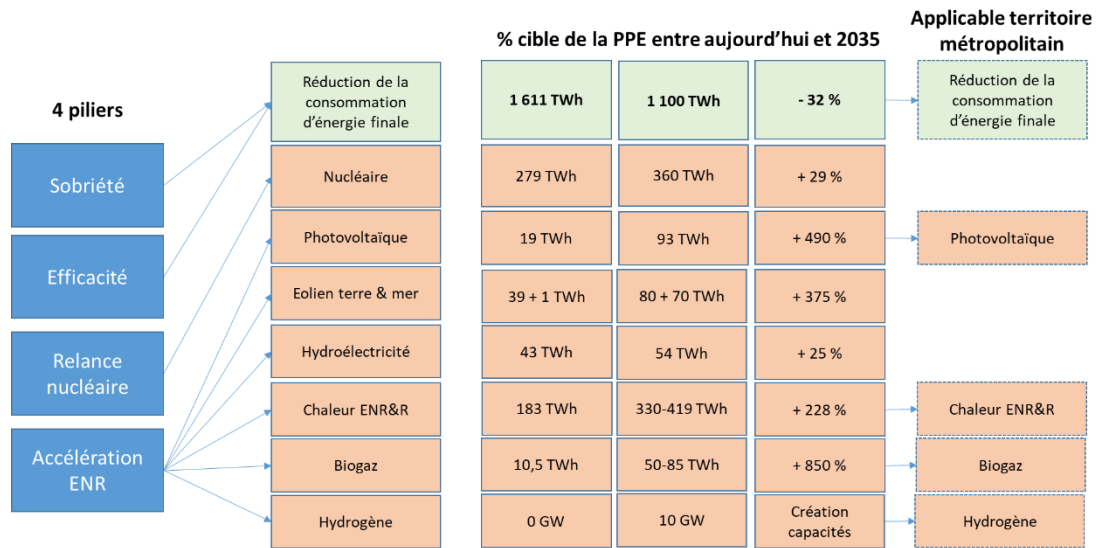 % cible de la PPE entre aujourd’hui et 2035
Applicable territoire
métropolitain
4 piliers
Sobriété
Efficacité
Relance
nucléaire
Accélération
ENR
Réduction de la
consommation
d’énergie finale
1 611 TWh
1 100 TWh
- 32 %
Réduction de la
consommation
d’énergie finale
Nucléaire
279 TWh
360 TWh
+ 29 %
Photovoltaïque
19 TWh
93 TWh
+ 490 %
Photovoltaïque
Eolien terre & mer
39 + 1 TWh
80 + 70 TWh
+ 375 %
Hydroélectricité
43 TWh
54 TWh
+ 25 %
Chaleur ENR&R
183 TWh
330-419 TWh
+ 228 %
Chaleur ENR&R
Biogaz
10,5 TWh
50-85 TWh
+ 850 %
Biogaz
Hydrogène
0 GW
10 GW
Création
capacités
Hydrogène